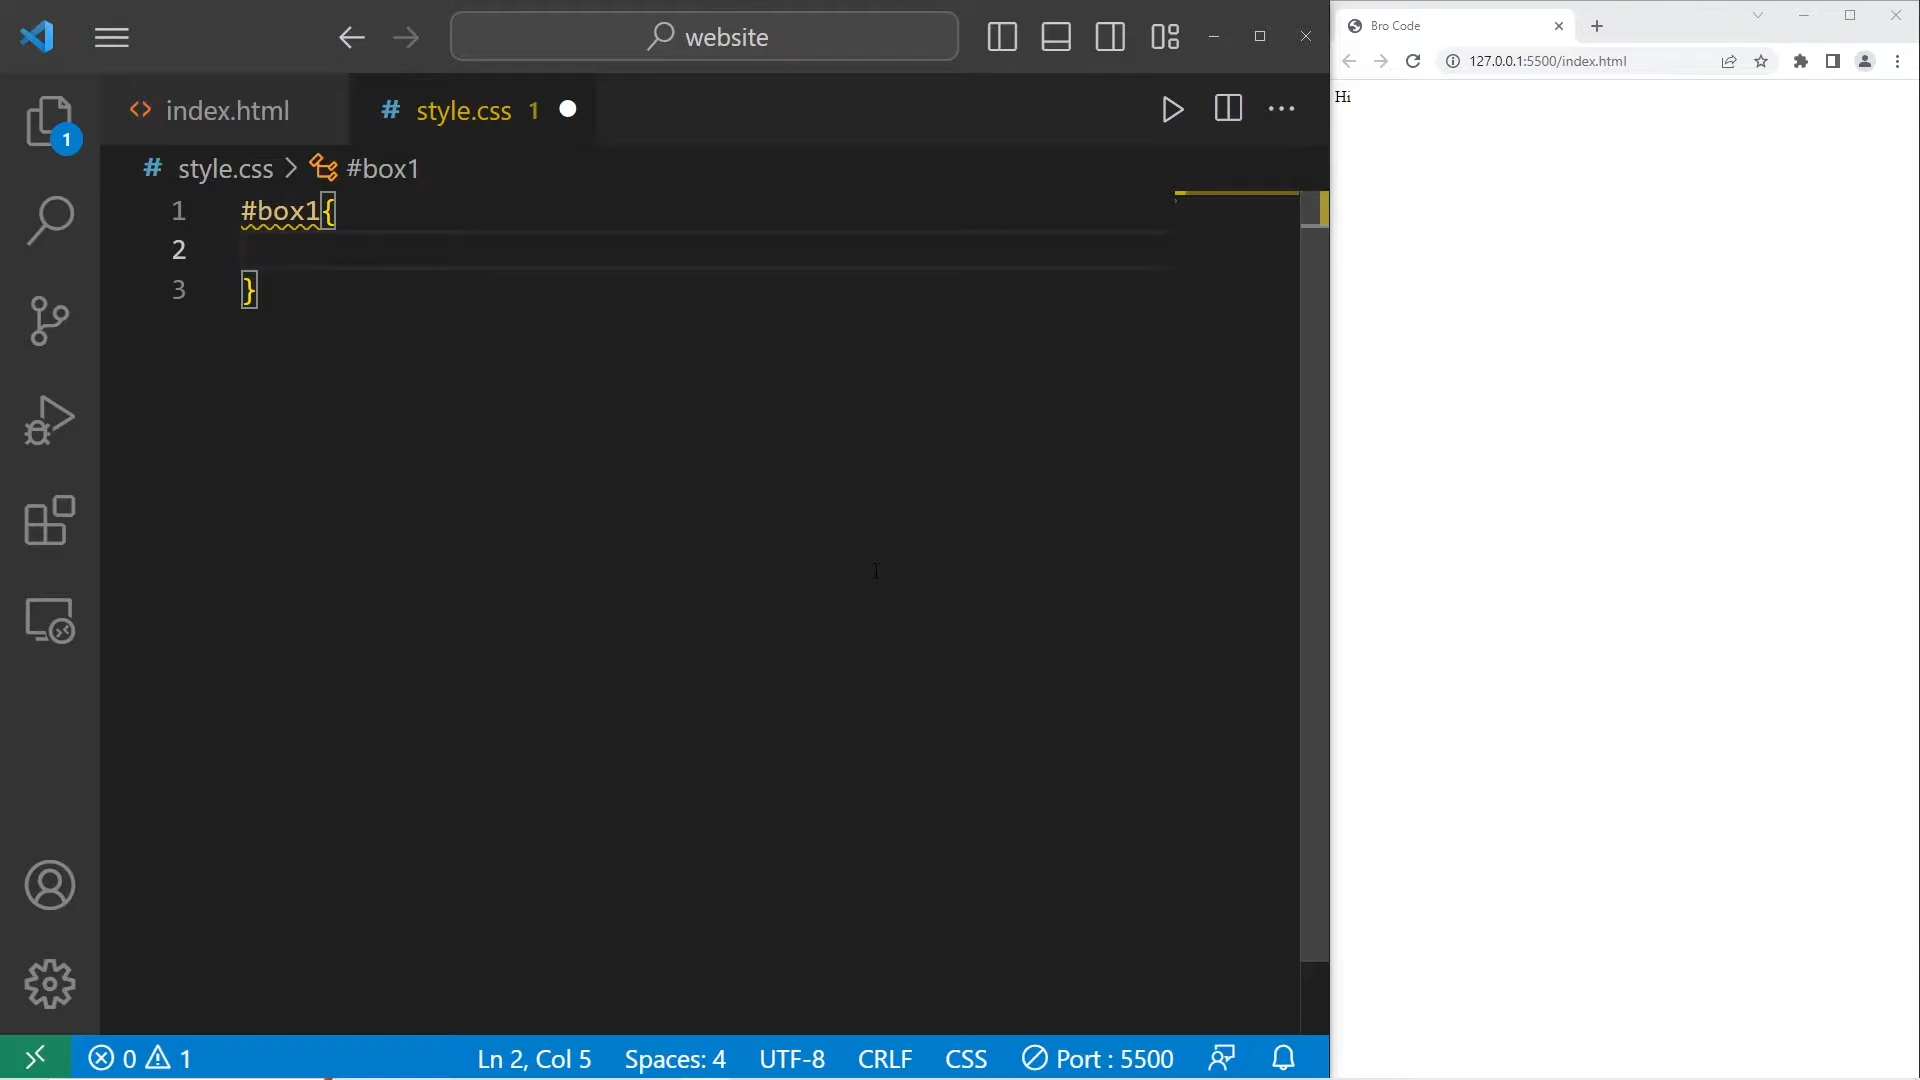 website
Bro Code
127.0.0.1:5500/index.html
Hi
1
<> index.html
# style.css 1
# style.css > #box1
1 #box1{
2
3 }
0 1
Ln 2, Col 5
Spaces: 4
UTF-8
CRLF
CSS
Port : 5500